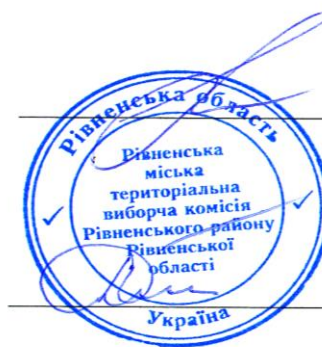 Рівненська область
Рівненська
міська
територіальна
виборча комісія
Рівненського району
Рівненської
області
Україна